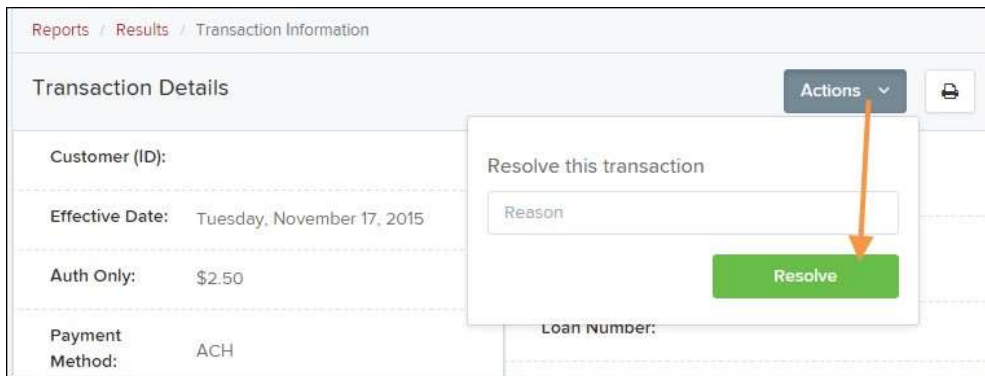 Reports / Results / Transaction Information
Transaction Details
Actions
Customer (ID):
Resolve this transaction
Reason
Effective Date: Tuesday, November 17, 2015
Auth Only: $2.50
Resolve
Payment Method: ACH
Loan Number: